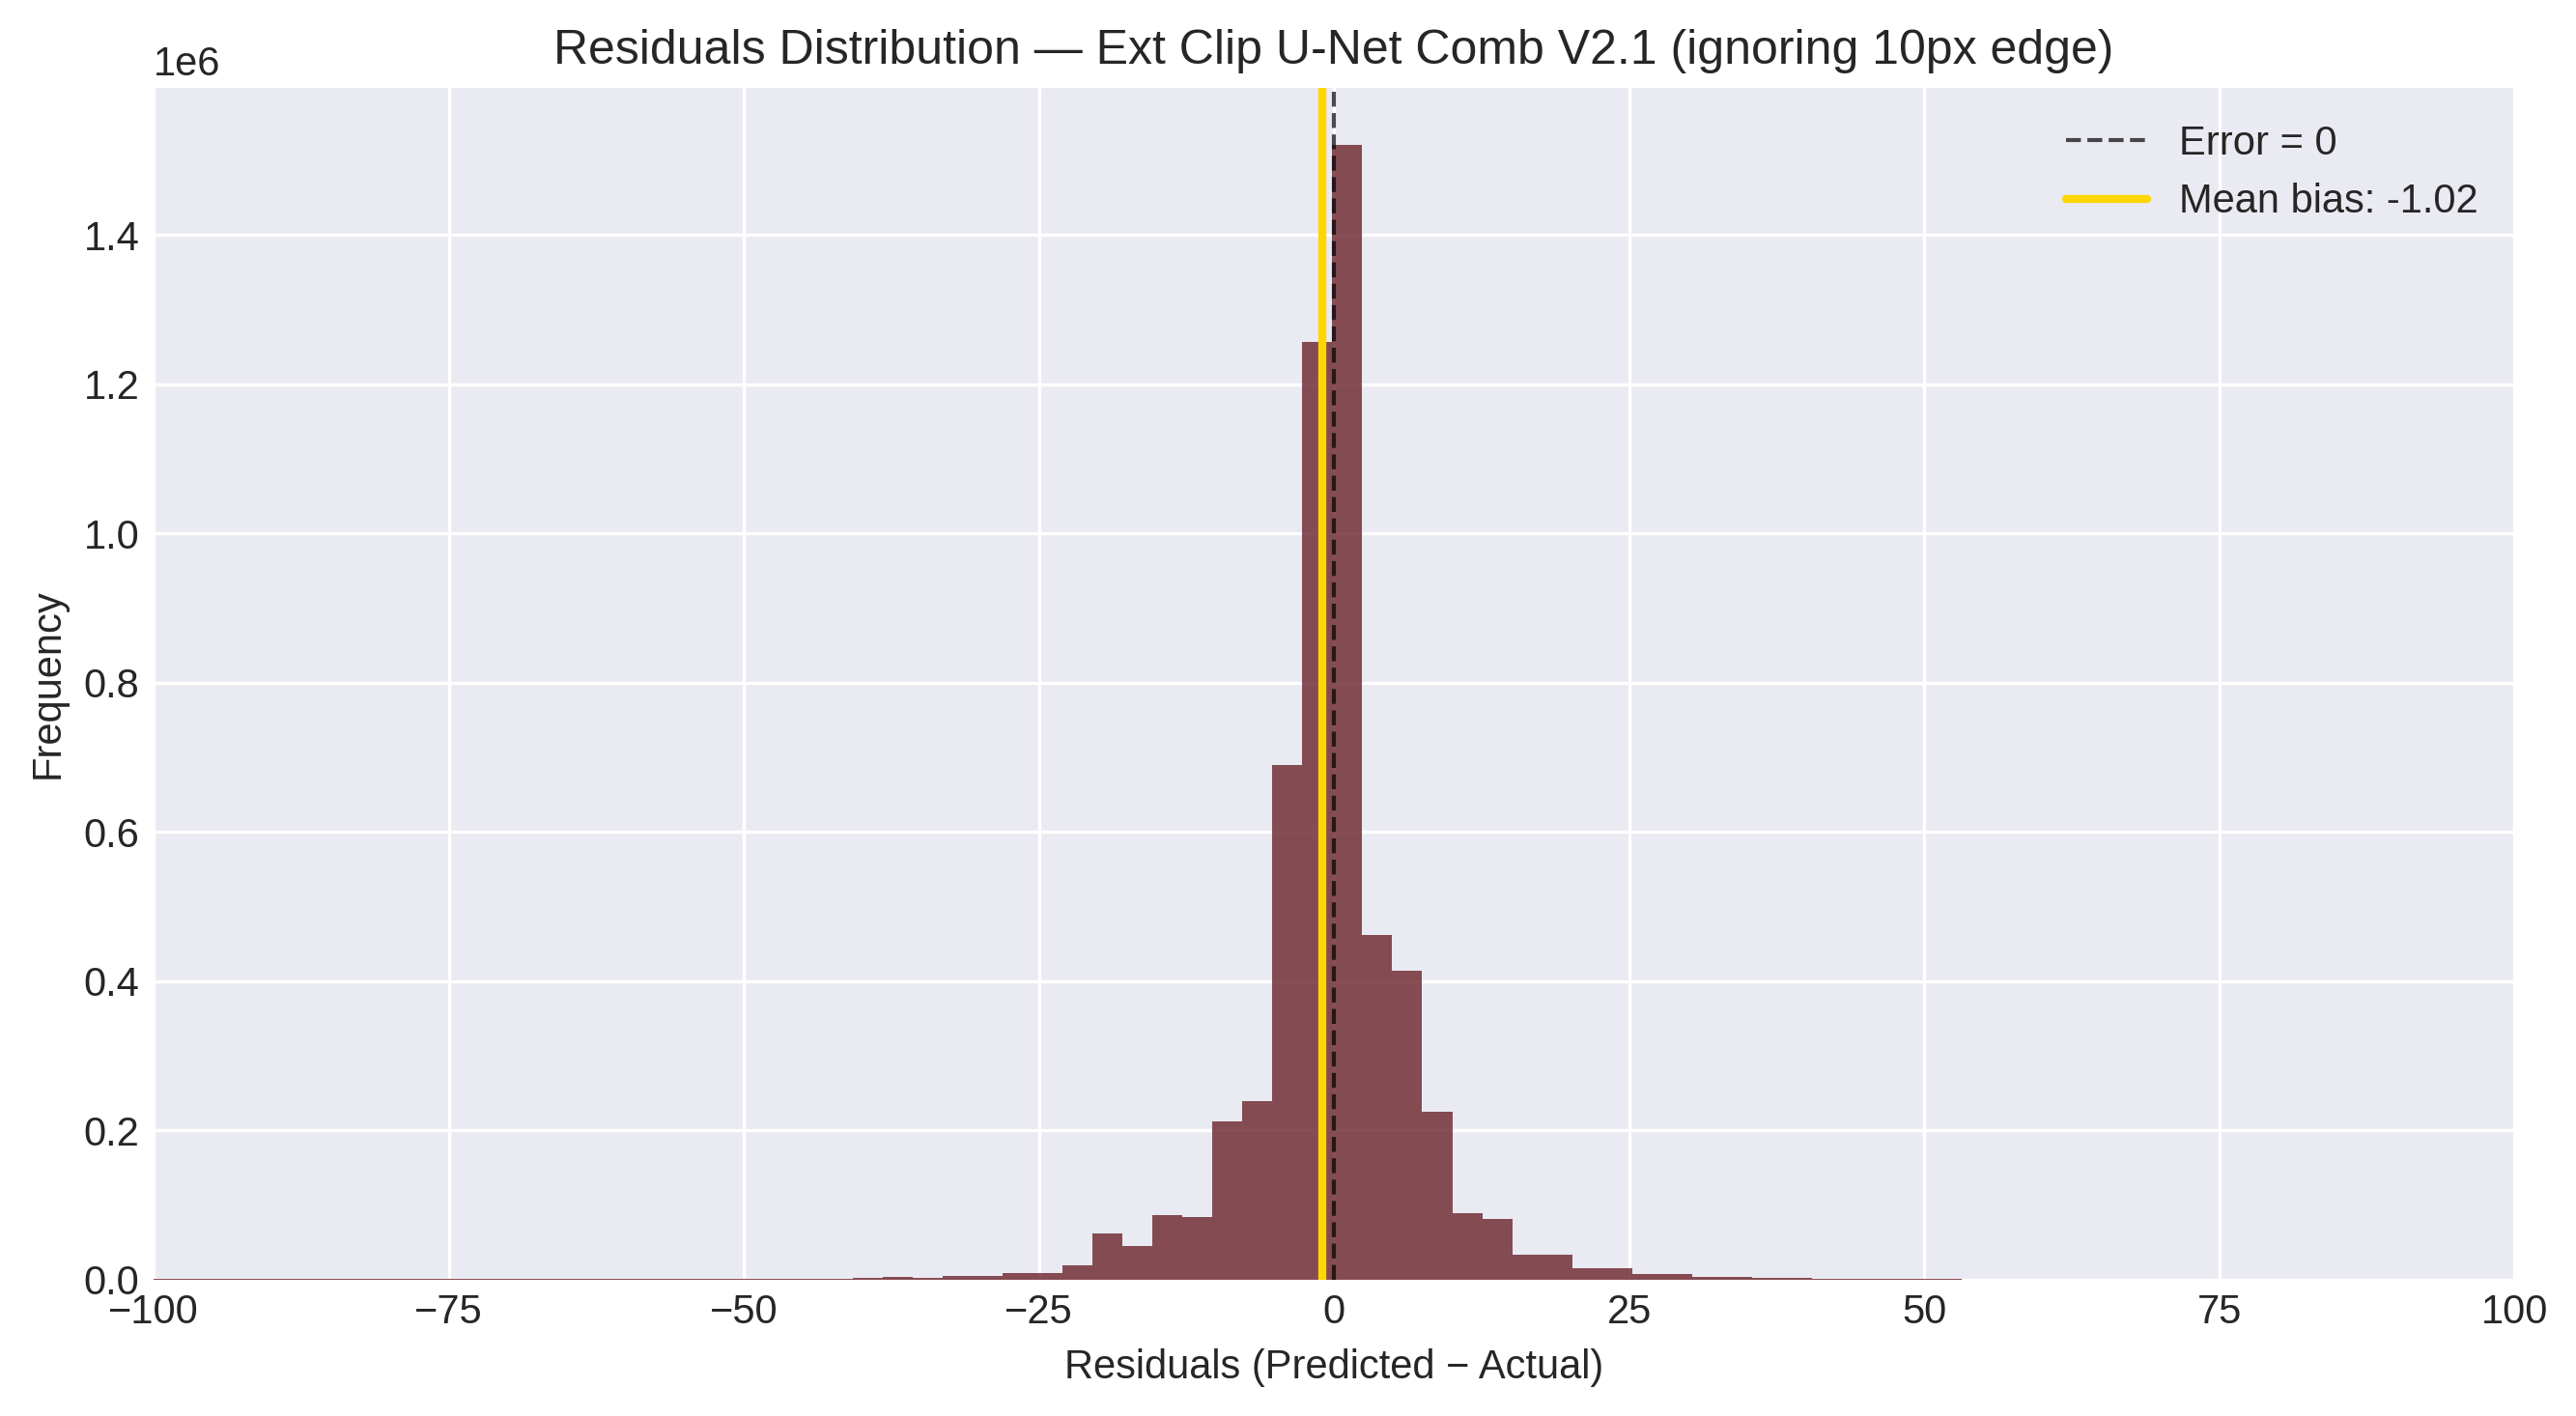 Residuals Distribution — Ext Clip U-Net Comb V2.1 (ignoring 10px edge)
1e6
Error = 0
Mean bias: -1.02
1.4
1.2
1.0
0.8
0.6
0.4
0.2
0.0
Frequency
−100 −75 −50 −25 0 25 50 75 100
Residuals (Predicted − Actual)